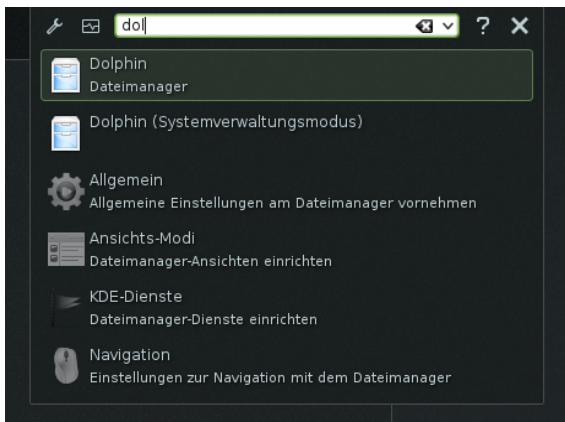 dol
?
Dolphin
Dateimanager
Dolphin (Systemverwaltungsmodus)
Allgemein
Allgemeine Einstellungen am Dateimanager vornehmen
Ansichts-Modi
Dateimanager-Ansichten einrichten
KDE-Dienste
Dateimanager-Dienste einrichten
Navigation
Einstellungen zur Navigation mit dem Dateimanager